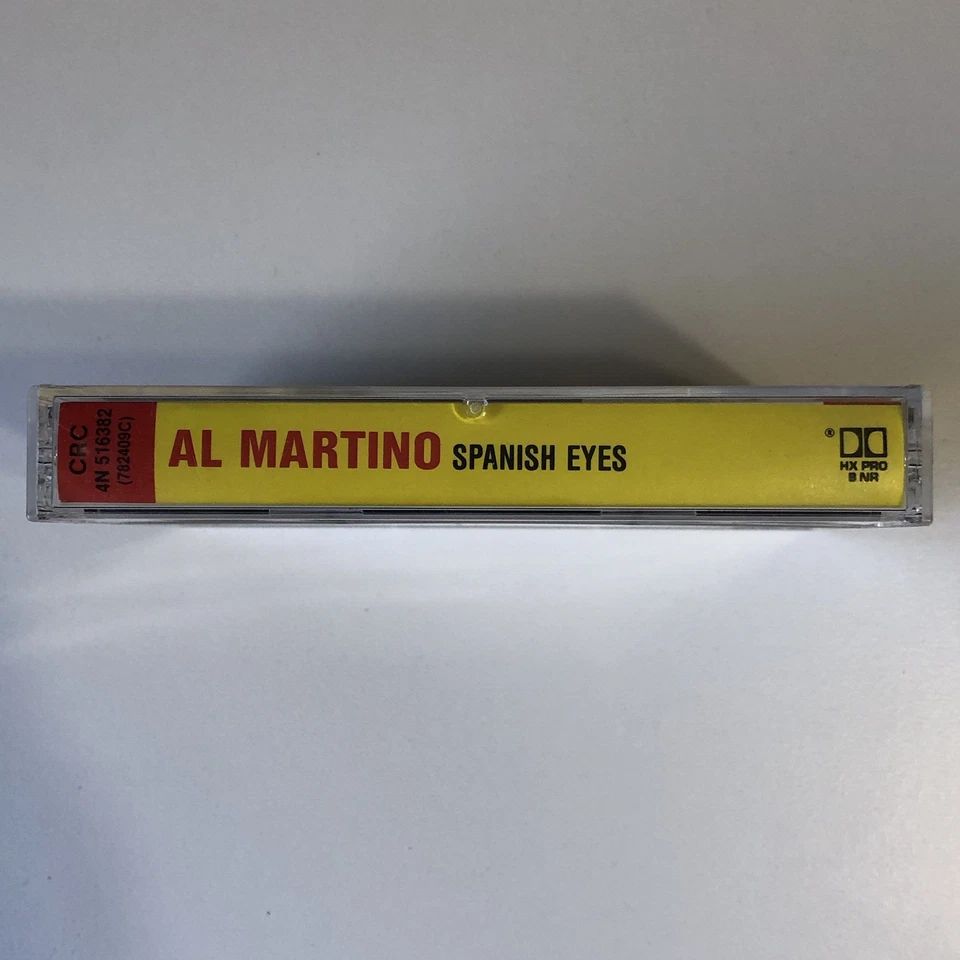 CRC
4N 516382
(782409C)
AL MARTINO SPANISH EYES
®
HX PRO
B NR